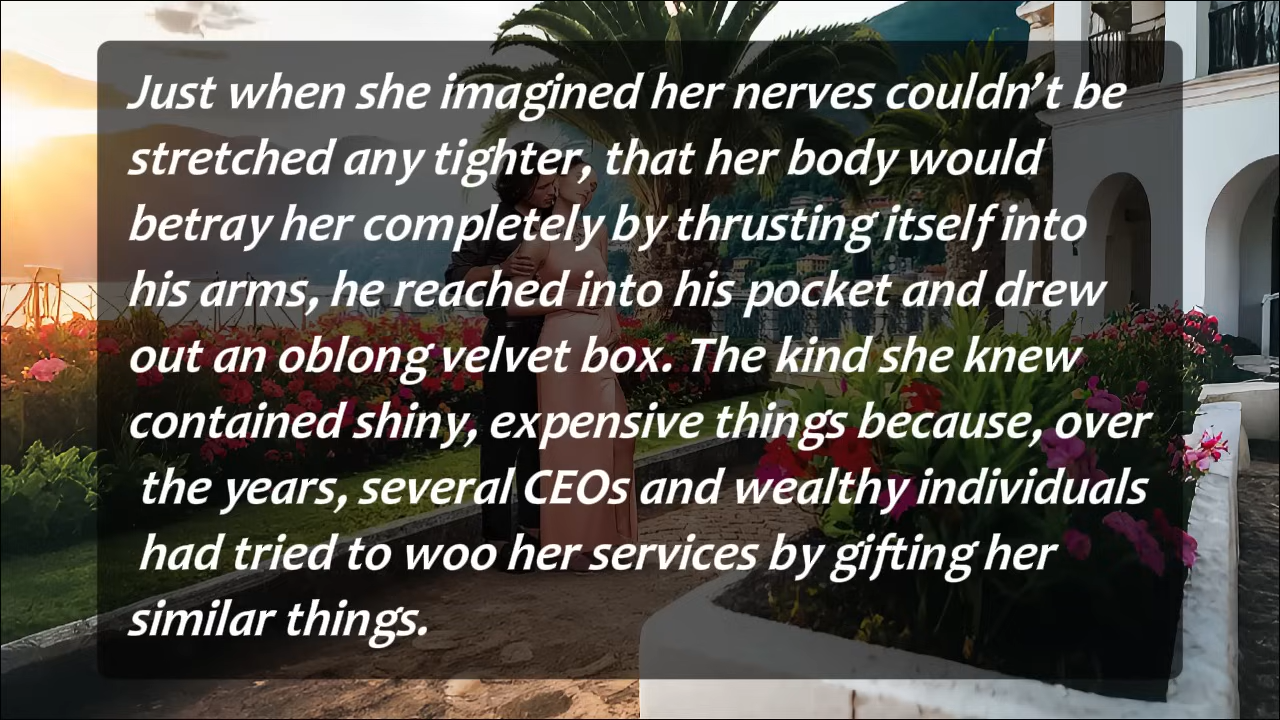 Just when she imagined her nerves couldn’t be
stretched any tighter, that her body would
betray her completely by thrusting itself into
his arms, he reached into his pocket and drew
out an oblong velvet box. The kind she knew
contained shiny, expensive things because, over
the years, several CEOs and wealthy individuals
had tried to woo her services by gifting her
similar things.